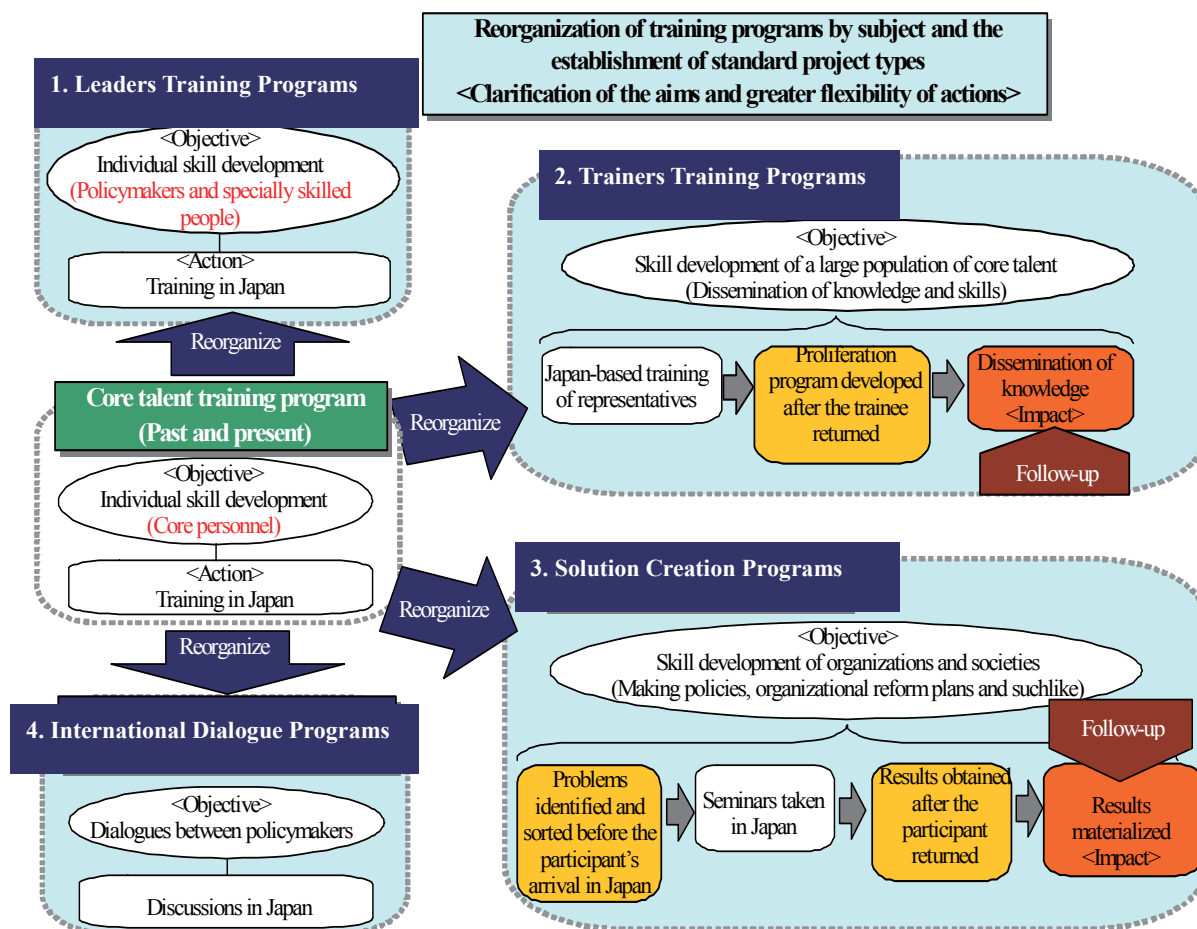 Reorganization of training programs by subject and the
establishment of standard project types
<Clarification of the aims and greater flexibility of actions>
1. Leaders Training Programs
<Objective>
Individual skill development
(Policymakers and specially skilled
people)
<Action>
Training in Japan
Reorganize
Core talent training program
(Past and present)
<Objective>
Individual skill development
(Core personnel)
<Action>
Training in Japan
Reorganize
Reorganize
Reorganize
2. Trainers Training Programs
<Objective>
Skill development of a large population of core talent
(Dissemination of knowledge and skills)
Japan-based training
of representatives
Proliferation
program developed
after the trainee
returned
Dissemination of
knowledge
<Impact>
Follow-up
3. Solution Creation Programs
<Objective>
Skill development of organizations and societies
(Making policies, organizational reform plans and suchlike)
Follow-up
Problems
identified and
sorted before the
participant's
arrival in Japan
Seminars taken
in Japan
Results obtained
after the
participant
returned
Results
materialized
<Impact>
4. International Dialogue Programs
<Objective>
Dialogues between policymakers
Discussions in Japan